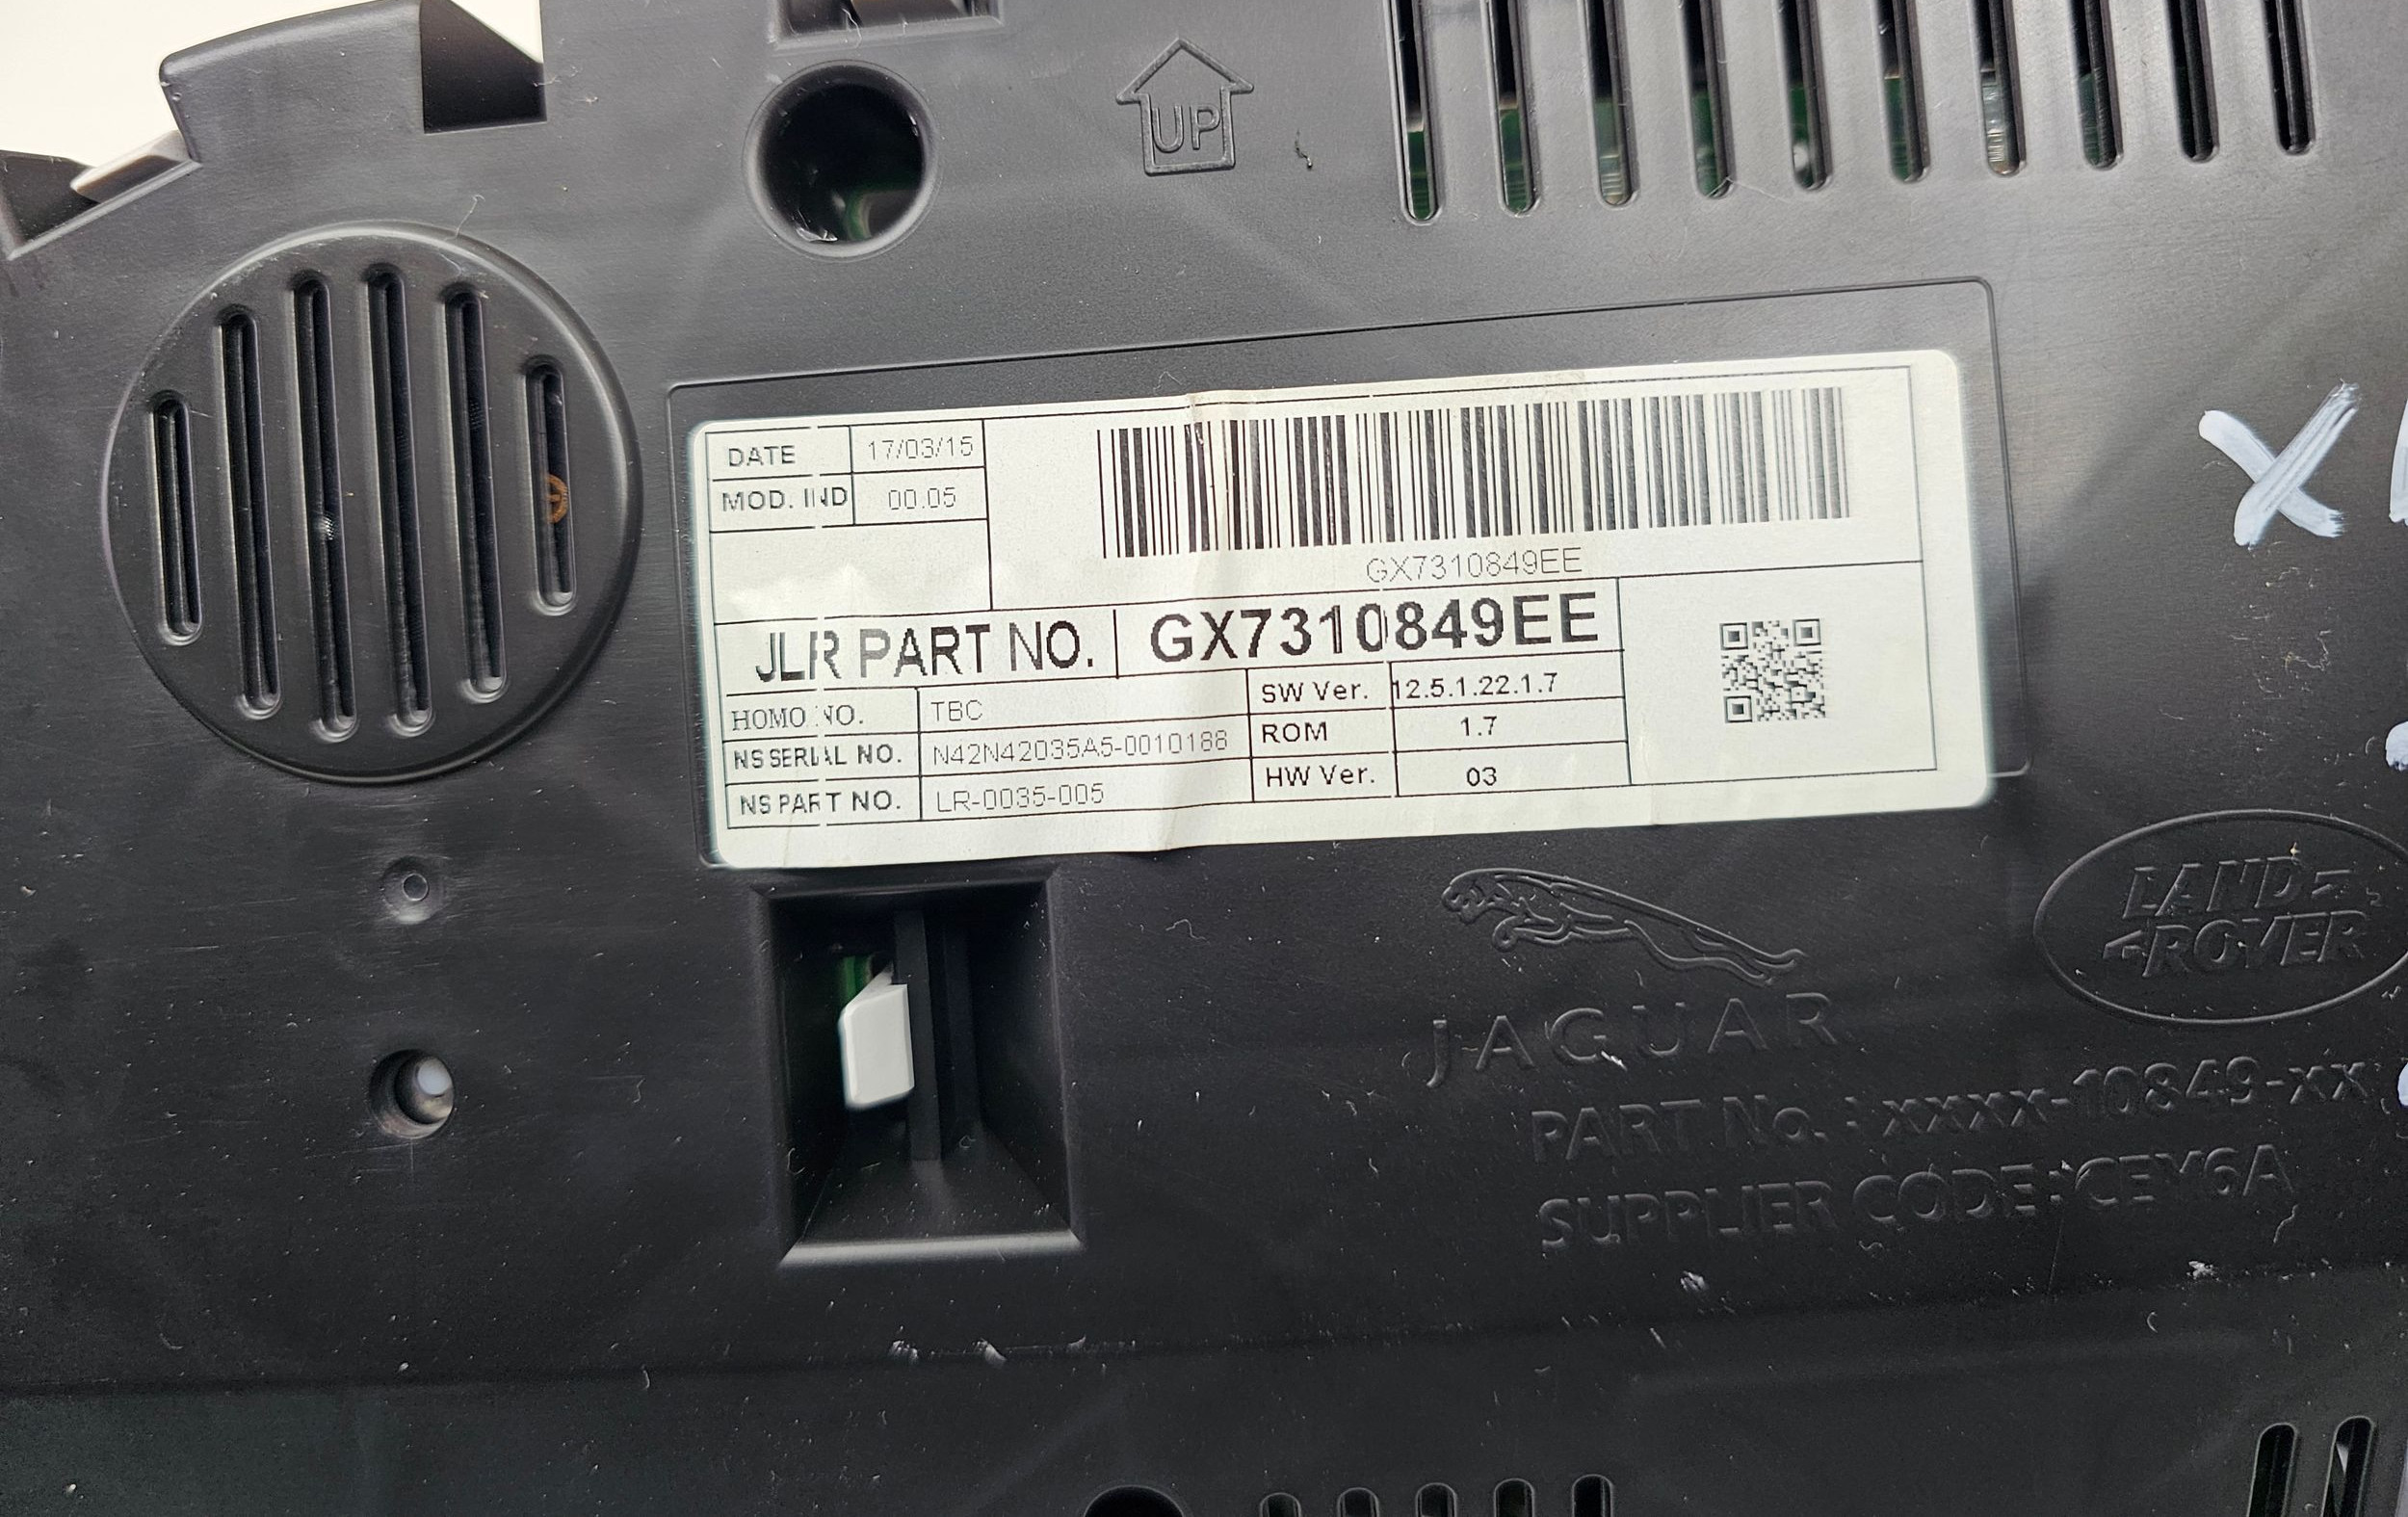 UP
DATE 17/03/15
MOD. IND 00.05
GX7310849EE
JLR PART NO. GX7310849EE
HOMO NO. TBC
SW Ver. 12.5.1.22.1.7
NS SERIAL NO. N42N42035A5-0010188
ROM 1.7
NS PART NO. LR-0035-005
HW Ver. 03
X
LAND
ROVER
JAGUAR
PART No. : xxxx-10849-xx
SUPPLIER CODE : CEY6A